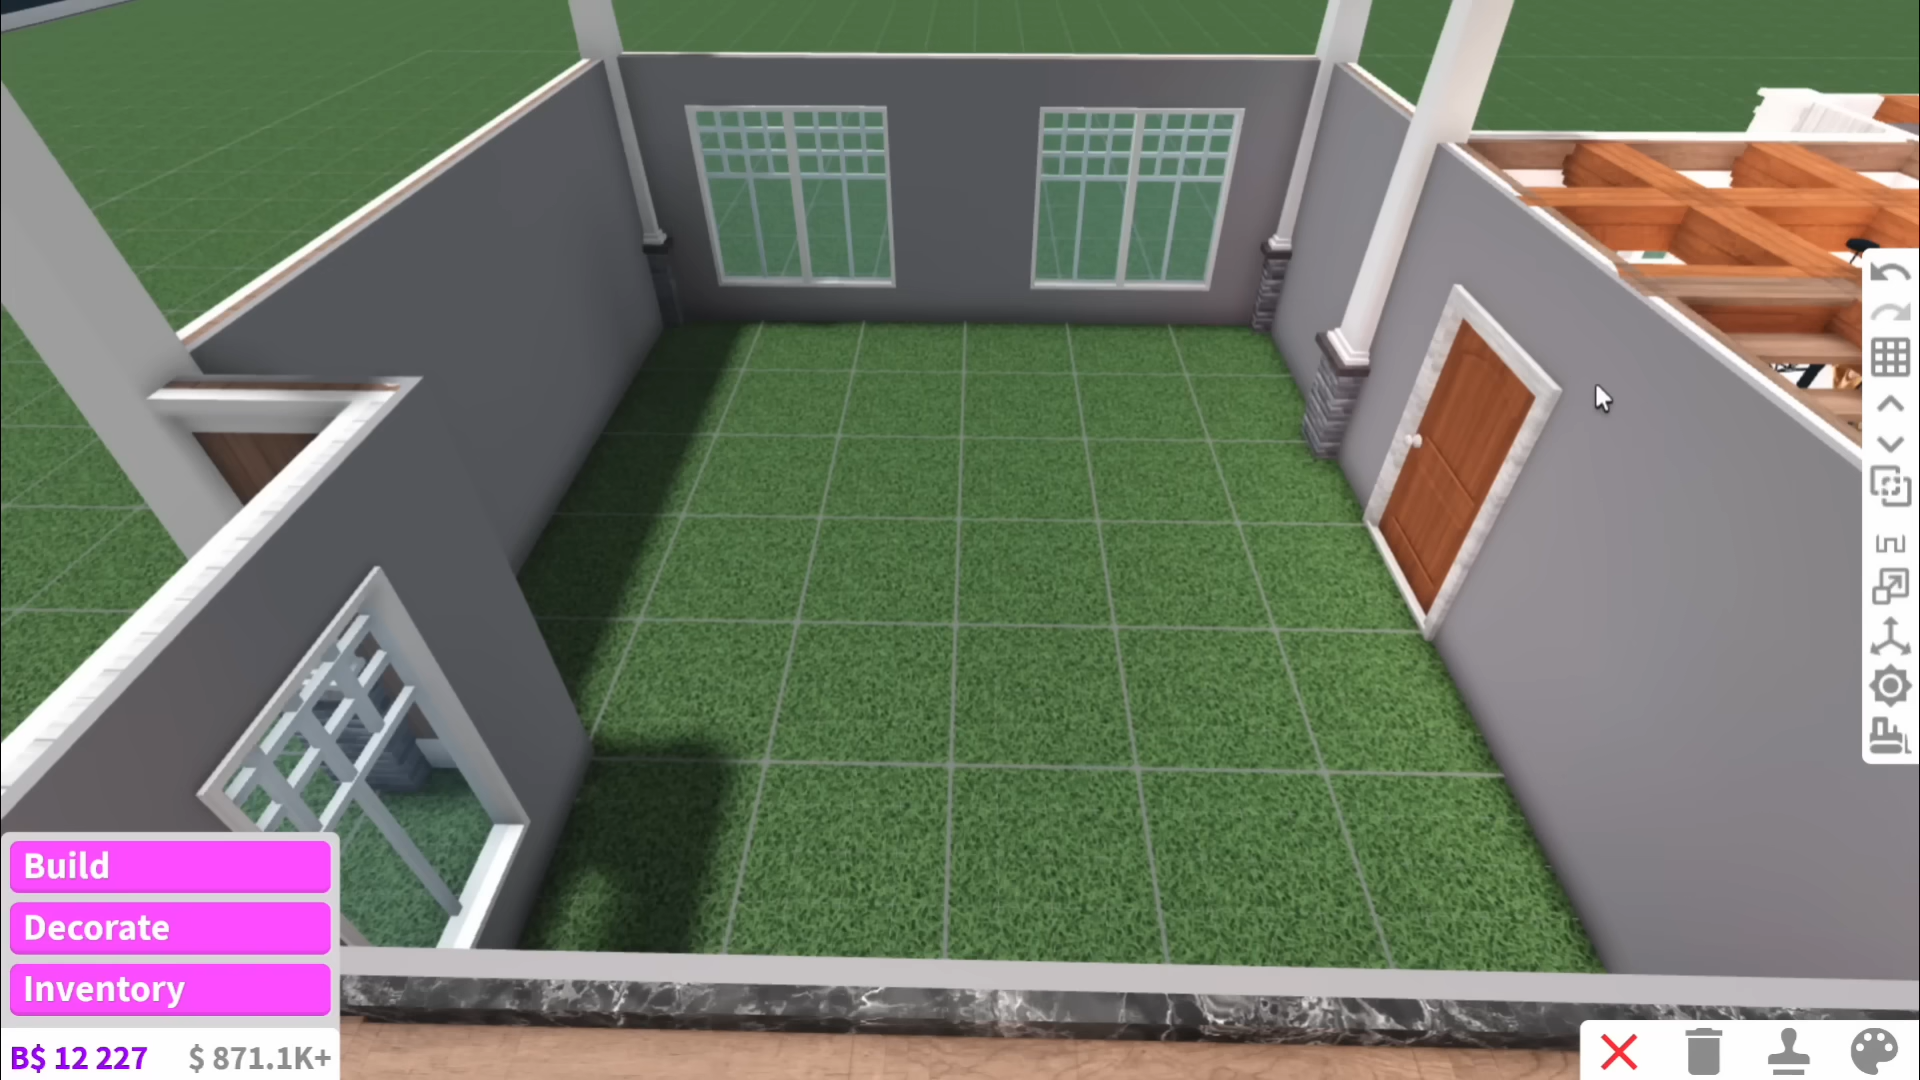 Build
Decorate
Inventory
B$ 12 227 $ 871.1K+